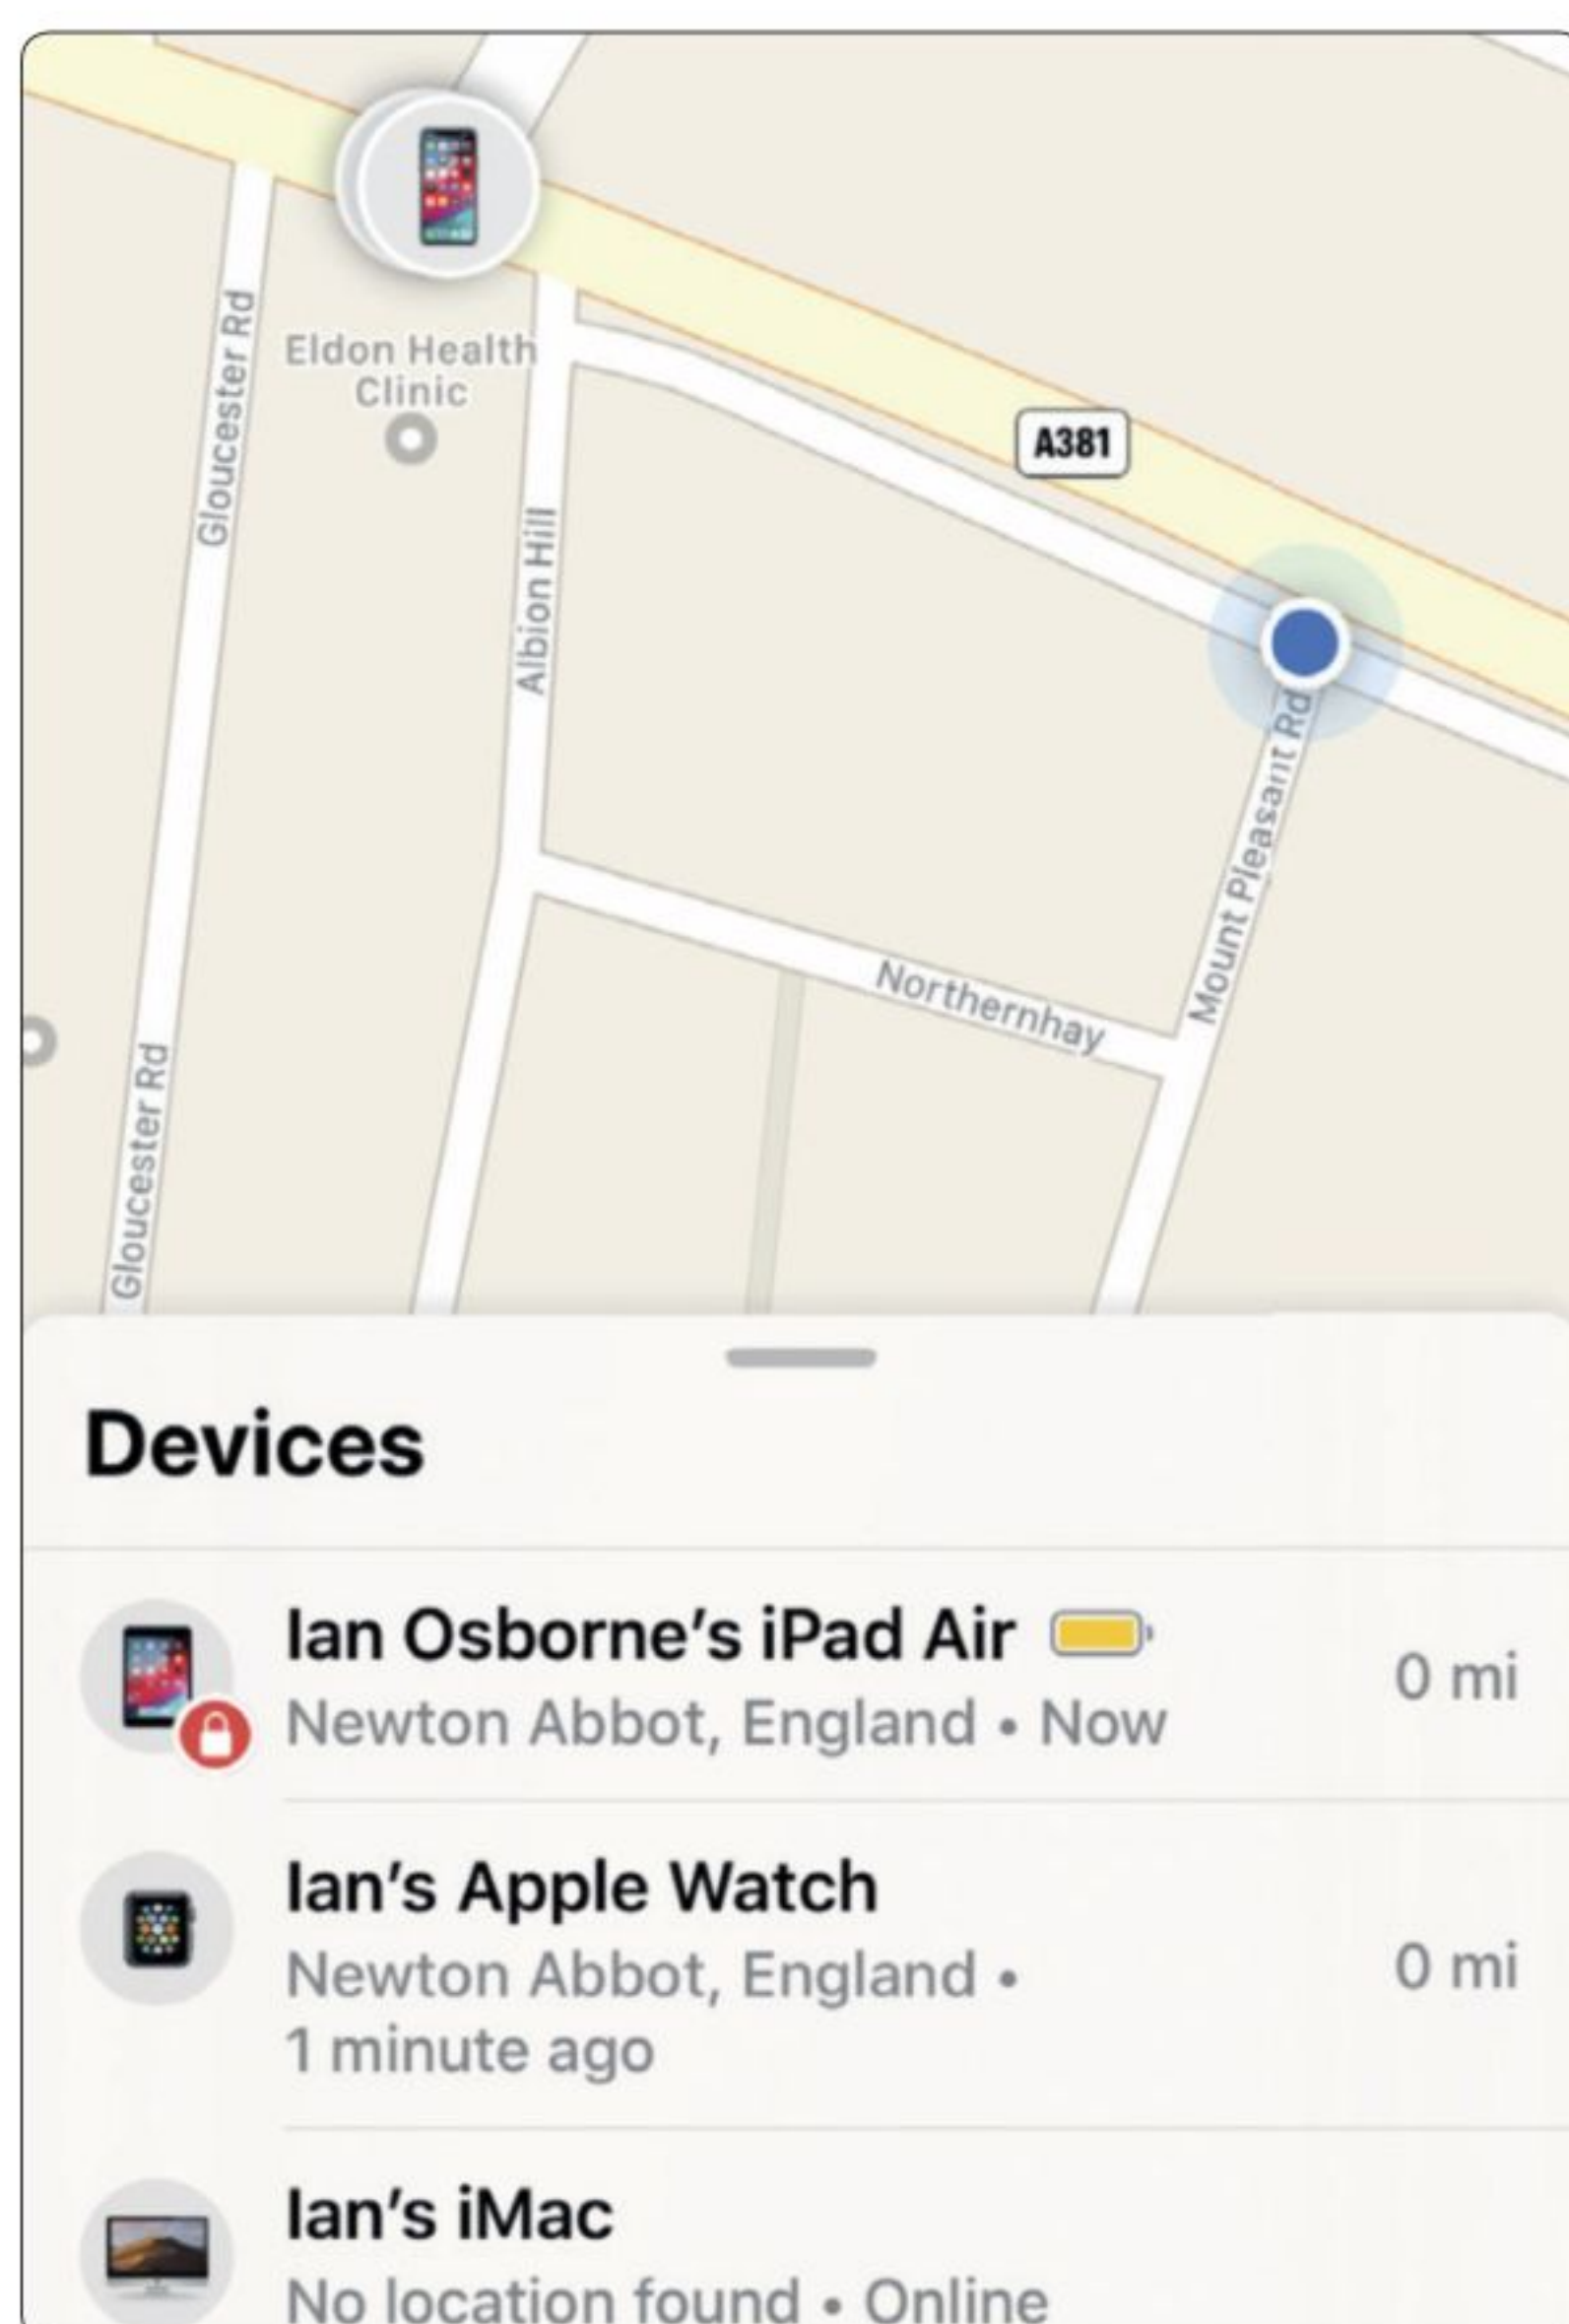 Gloucester Rd
Eldon Health
Clinic
A381
Albion Hill
Mount Pleasant Rd
Northernhay
Gloucester Rd
Devices
Ian Osborne’s iPad Air
Newton Abbot, England • Now
0 mi
Ian’s Apple Watch
Newton Abbot, England •
1 minute ago
0 mi
Ian’s iMac
No location found • Online